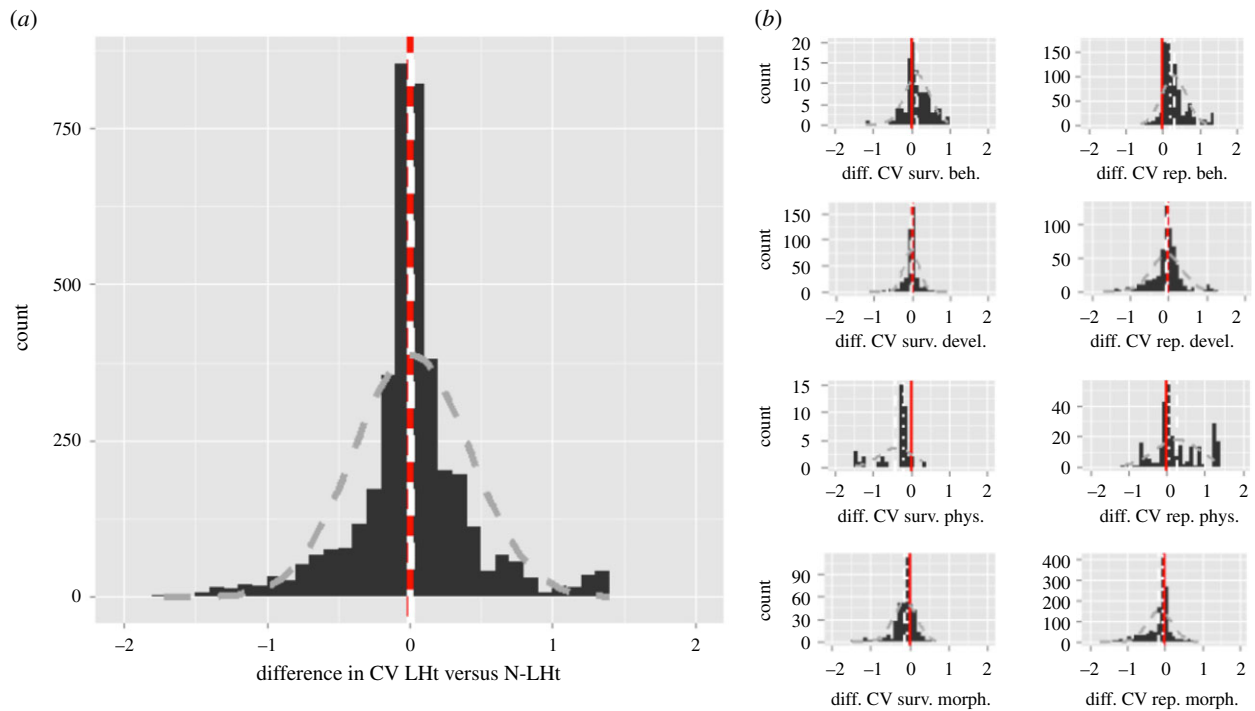 (a)
(b)
count
750
500
250
0
–2
–1
0
1
2
difference in CV LHt versus N-LHt
count
20
15
10
5
0
–2 –1 0 1 2
diff. CV surv. beh.
150
100
50
0
–2 –1 0 1 2
diff. CV rep. beh.
count
150
100
50
0
–2 –1 0 1 2
diff. CV surv. devel.
100
50
0
–2 –1 0 1 2
diff. CV rep. devel.
count
15
10
5
0
–2 –1 0 1 2
diff. CV surv. phys.
40
20
0
–2 –1 0 1 2
diff. CV rep. phys.
count
90
60
30
0
–2 –1 0 1 2
diff. CV surv. morph.
400
300
200
100
0
–2 –1 0 1 2
diff. CV rep. morph.